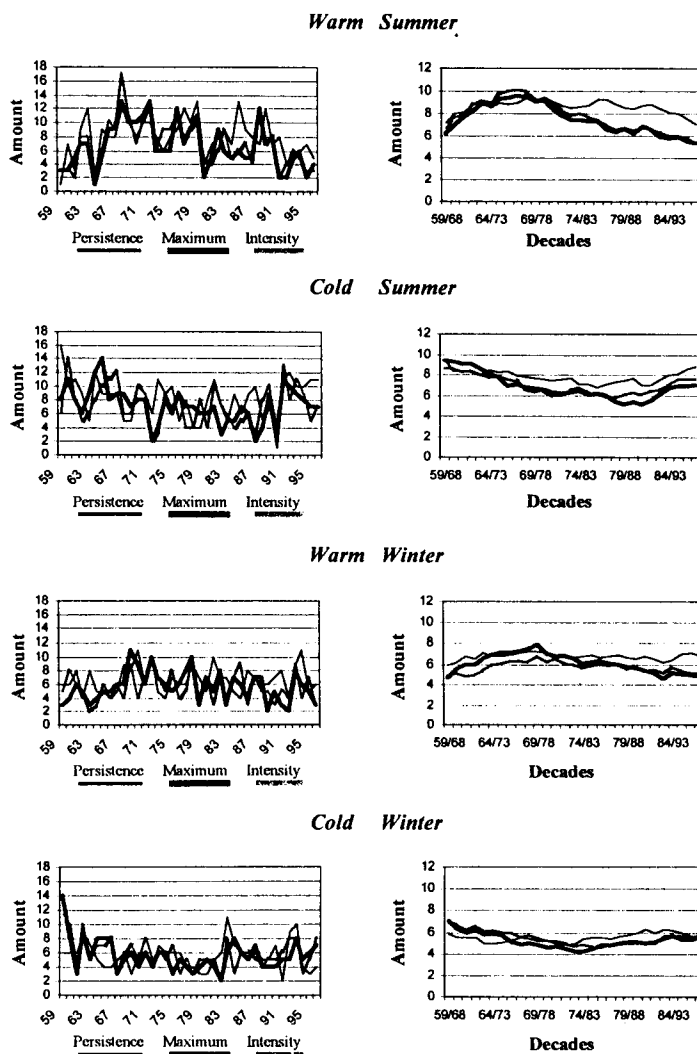 Warm Summer
Amount
18
16
14
12
10
8
6
4
2
0
59 63 67 71 75 79 83 87 91 95
Persistence Maximum Intensity
Amount
12
10
8
6
4
2
0
59/68 64/73 69/78 74/83 79/88 84/93
Decades
Cold Summer
Amount
18
16
14
12
10
8
6
4
2
0
59 63 67 71 75 79 83 87 91 95
Persistence Maximum Intensity
Amount
12
10
8
6
4
2
0
59/68 64/73 69/78 74/83 79/88 84/93
Decades
Warm Winter
Amount
18
16
14
12
10
8
6
4
2
0
59 63 67 71 75 79 83 87 91 95
Persistence Maximum Intensity
Amount
12
10
8
6
4
2
0
59/68 64/73 69/78 74/83 79/88 84/93
Decades
Cold Winter
Amount
18
16
14
12
10
8
6
4
2
0
59 63 67 71 75 79 83 87 91 95
Persistence Maximum Intensity
Amount
12
10
8
6
4
2
0
59/68 64/73 69/78 74/83 79/88 84/93
Decades